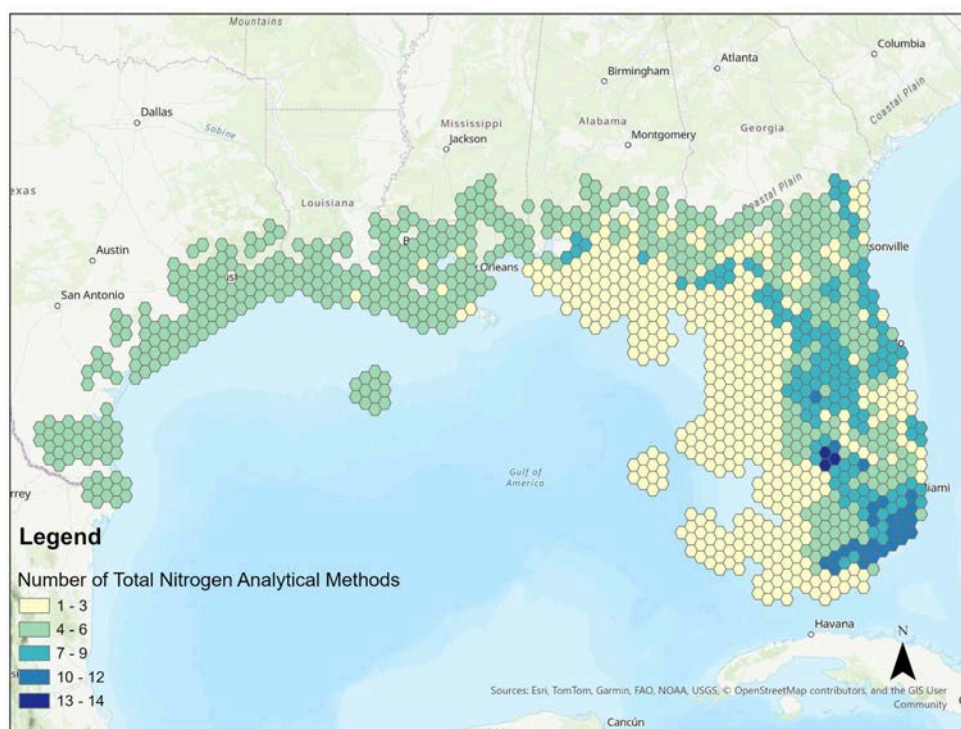 Mountains
Columbia
Atlanta
Birmingham
Dallas
Coastal Plain
Sabine
Mississippi
Alabama
Georgia
Jackson
Montgomery
exas
Louisiana
Coastal Plain
Austin
B
sonville
Orleans
San Antonio
Gulf of
America
iami
rrey
Legend
Number of Total Nitrogen Analytical Methods
1 - 3
4 - 6
7 - 9
10 - 12
13 - 14
Havana
N
Sources: Esri, TomTom, Garmin, FAO, NOAA, USGS, © OpenStreetMap contributors, and the GIS User
Community
Cancún